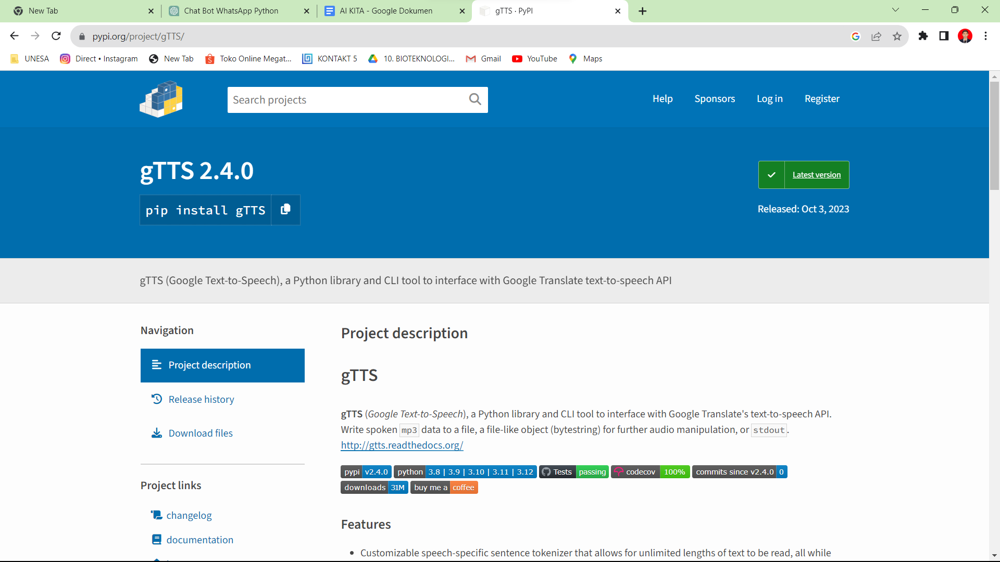 New Tab
Chat Bot WhatsApp Python
AI KITA - Google Dokumen
gTTS · PyPI
pypi.org/project/gTTS/
UNESA
Direct • Instagram
New Tab
Toko Online Megat...
KONTAKT 5
10. BIOTEKNOLOGI...
Gmail
YouTube
Maps
Search projects
Help
Sponsors
Log in
Register
gTTS 2.4.0
pip install gTTS
Latest version
Released: Oct 3, 2023
gTTS (Google Text-to-Speech), a Python library and CLI tool to interface with Google Translate text-to-speech API
Navigation
Project description
Release history
Download files
Project links
changelog
documentation
Project description
gTTS
gTTS (Google Text-to-Speech), a Python library and CLI tool to interface with Google Translate's text-to-speech API.
Write spoken mp3 data to a file, a file-like object (bytestring) for further audio manipulation, or stdout.
http://gtts.readthedocs.org/
pypi v2.4.0 python 3.8 | 3.9 | 3.10 | 3.11 | 3.12 Tests passing codecov 100% commits since v2.4.0 0
downloads 31M buy me a coffee
Features
• Customizable speech-specific sentence tokenizer that allows for unlimited lengths of text to be read, all while